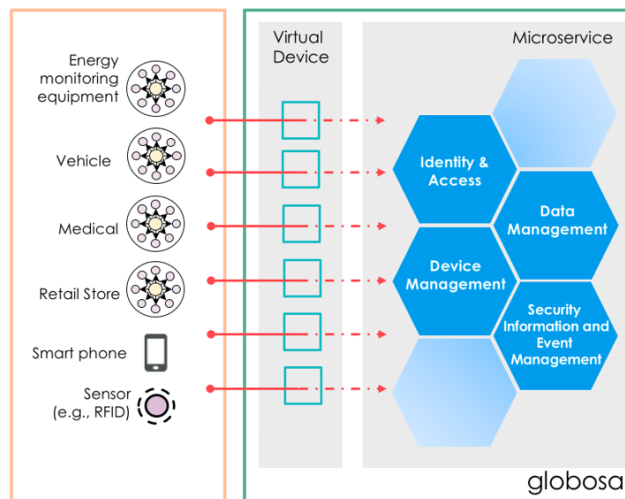 Energy
monitoring
equipment
Vehicle
Medical
Retail Store
Smart phone
Sensor
(e.g., RFID)
Virtual
Device
Microservice
Identity &
Access
Data
Management
Device
Management
Security
Information and
Event
Management
globosa